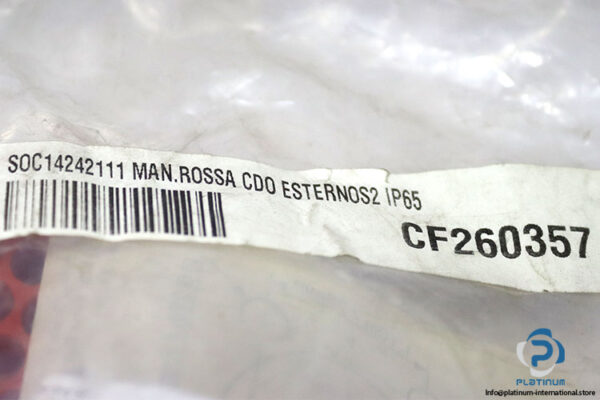 SOC14242111 MAN.ROSSA CDO ESTERNOS2 IP65
CF260357
PLATINUM
info@platinum-international.store